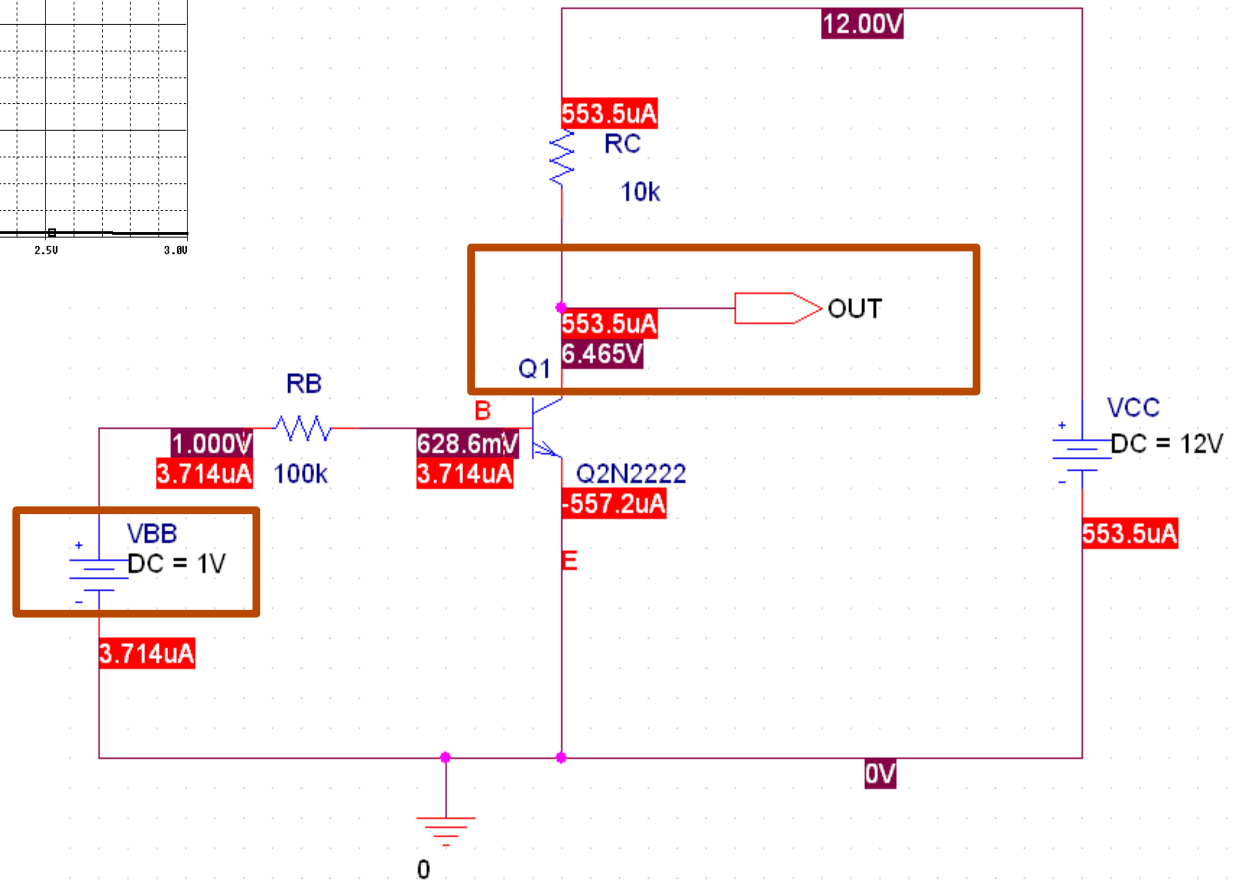 12.00V
553.5uA
RC
10k
2.5V
3.0V
OUT
553.5uA
6.465V
Q1
RB
B
1.000V
628.6mV
3.714uA
100k
3.714uA
Q2N2222
-557.2uA
VCC
+
DC = 12V
-
VBB
+
DC = 1V
-
553.5uA
E
3.714uA
0V
0